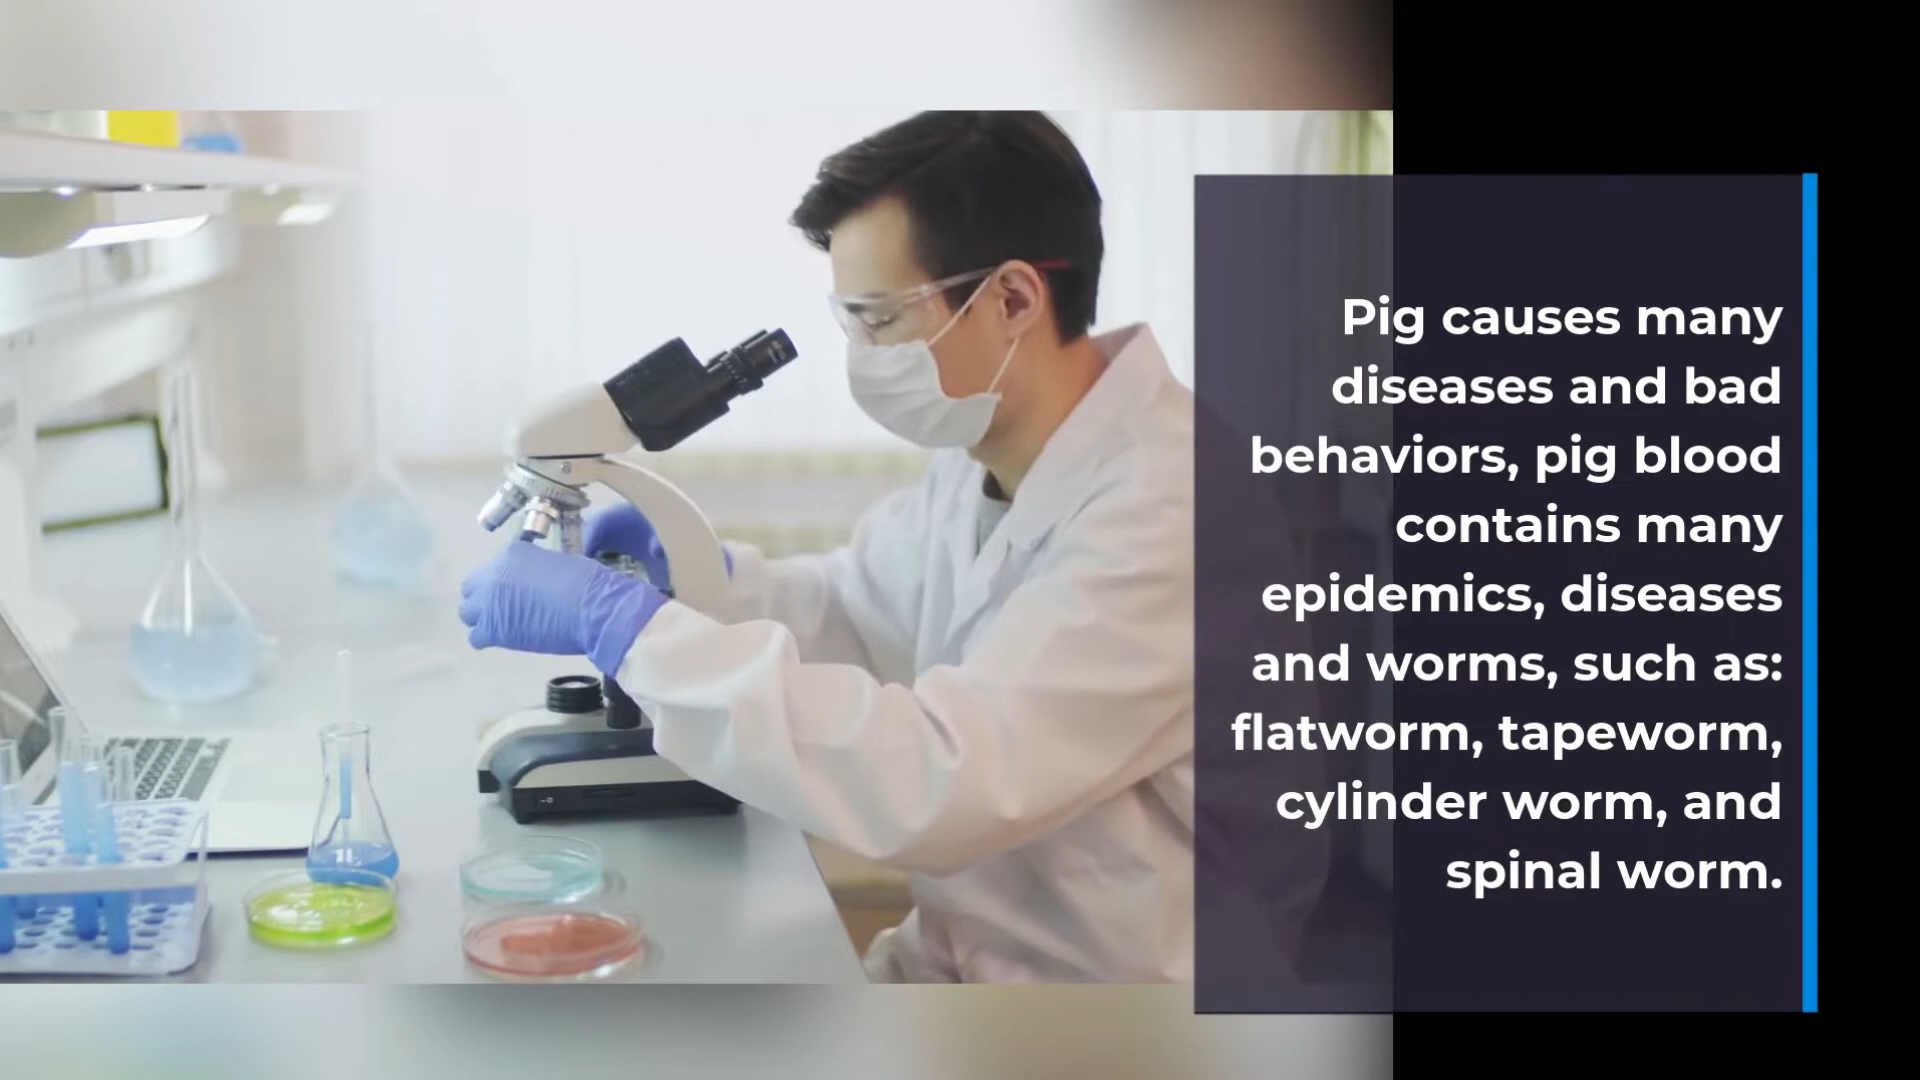 Pig causes many
diseases and bad
behaviors, pig blood
contains many
epidemics, diseases
and worms, such as:
flatworm, tapeworm,
cylinder worm, and
spinal worm.